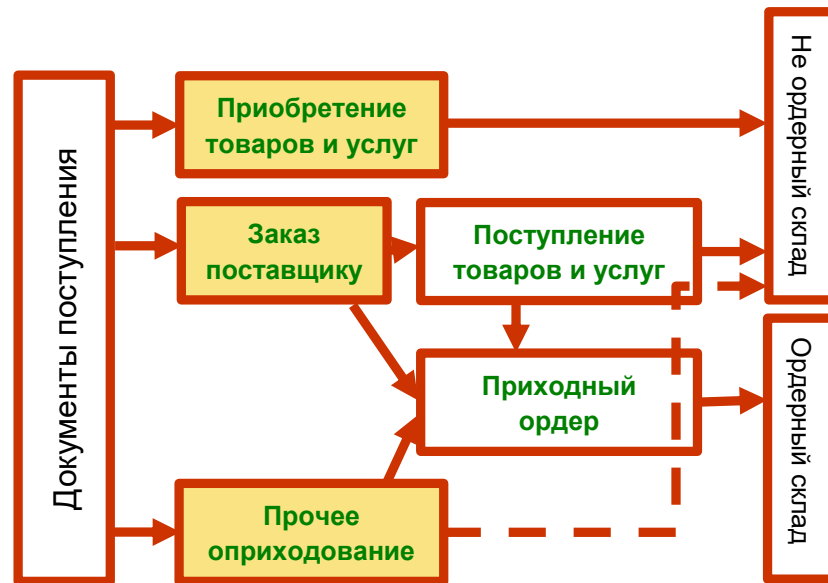 Документы поступления
Приобретение
товаров и услуг
Заказ
поставщику
Поступление
товаров и услуг
Приходный
ордер
Прочее
оприходование
Не ордерный склад
Ордерный склад